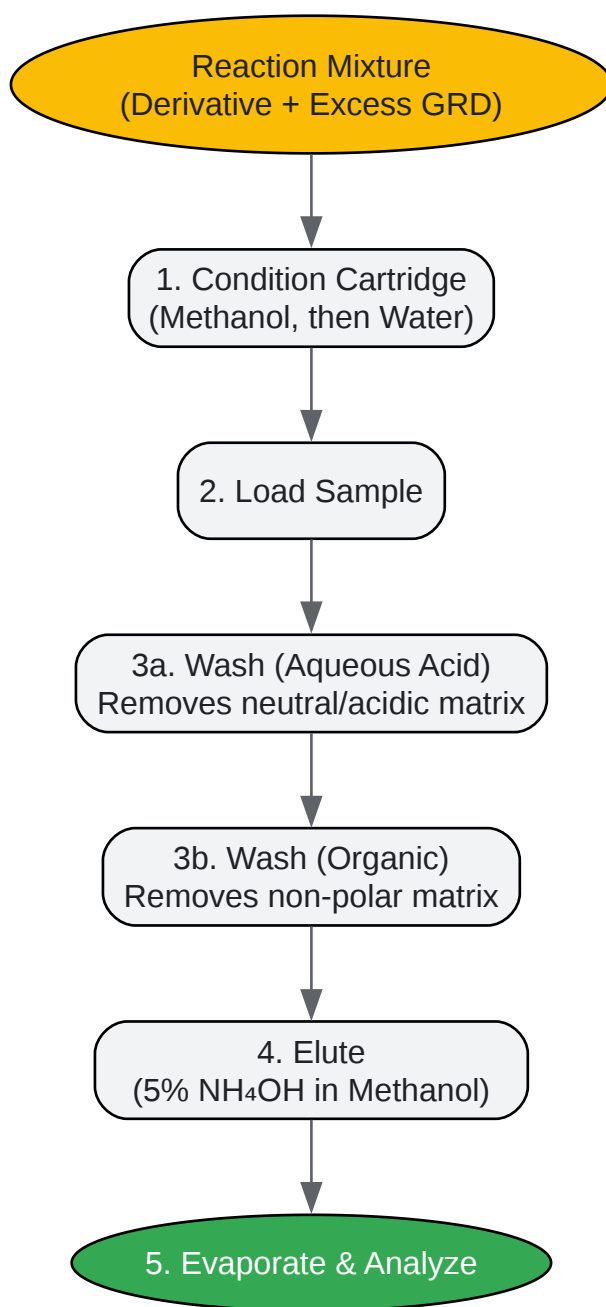 Reaction Mixture
(Derivative + Excess GRD)
1. Condition Cartridge
(Methanol, then Water)
2. Load Sample
3a. Wash (Aqueous Acid)
Removes neutral/acidic matrix
3b. Wash (Organic)
Removes non-polar matrix
4. Elute
(5% NH₄OH in Methanol)
5. Evaporate & Analyze